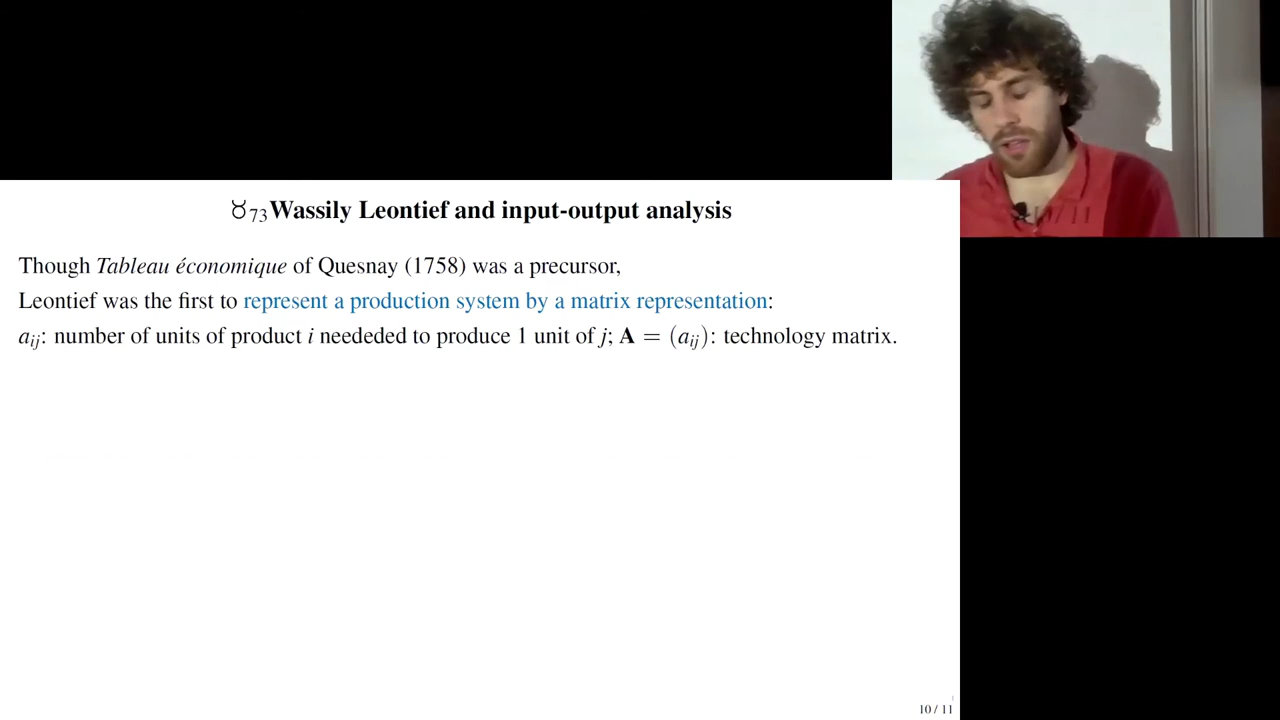 ♉73Wassily Leontief and input-output analysis
Though Tableau économique of Quesnay (1758) was a precursor,
Leontief was the first to represent a production system by a matrix representation:
aij: number of units of product i neededed to produce 1 unit of j; A = (aij): technology matrix.
10 / 11